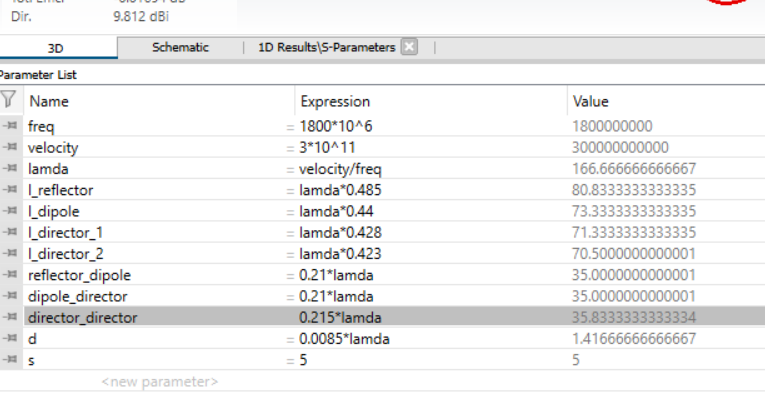 Dir. 9.812 dBi
3D Schematic 1D Results\S-Parameters
Parameter List
Name Expression Value
freq = 1800*10^6 1800000000
velocity = 3*10^11 300000000000
lamda = velocity/freq 166.666666666667
l_reflector = lamda*0.485 80.8333333333335
l_dipole = lamda*0.44 73.3333333333335
l_director_1 = lamda*0.428 71.3333333333335
l_director_2 = lamda*0.423 70.5000000000001
reflector_dipole = 0.21*lamda 35.0000000000001
dipole_director = 0.21*lamda 35.0000000000001
director_director 0.215*lamda 35.8333333333334
d = 0.0085*lamda 1.41666666666667
s = 5 5
<new parameter>